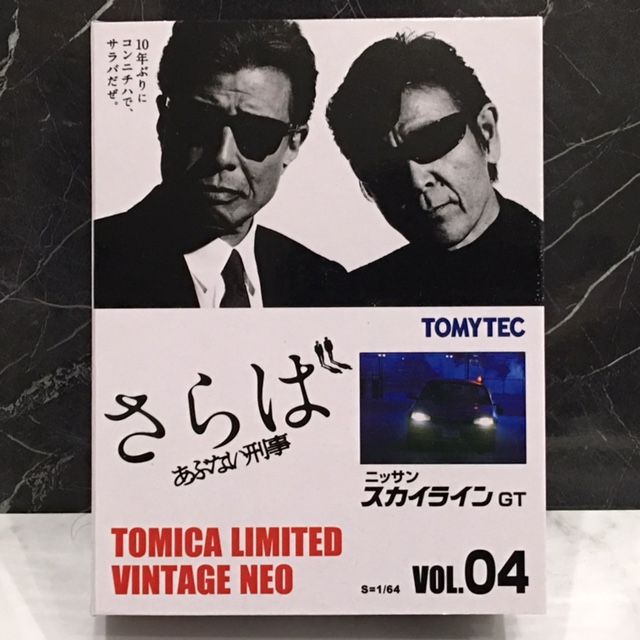 10年ぶりに
コンニチハで、
サラバだぜ。
TOMYTEC
さらば
あぶない刑事
ニッサン
スカイライン GT
TOMICA LIMITED
VINTAGE NEO
S=1/64
VOL.04